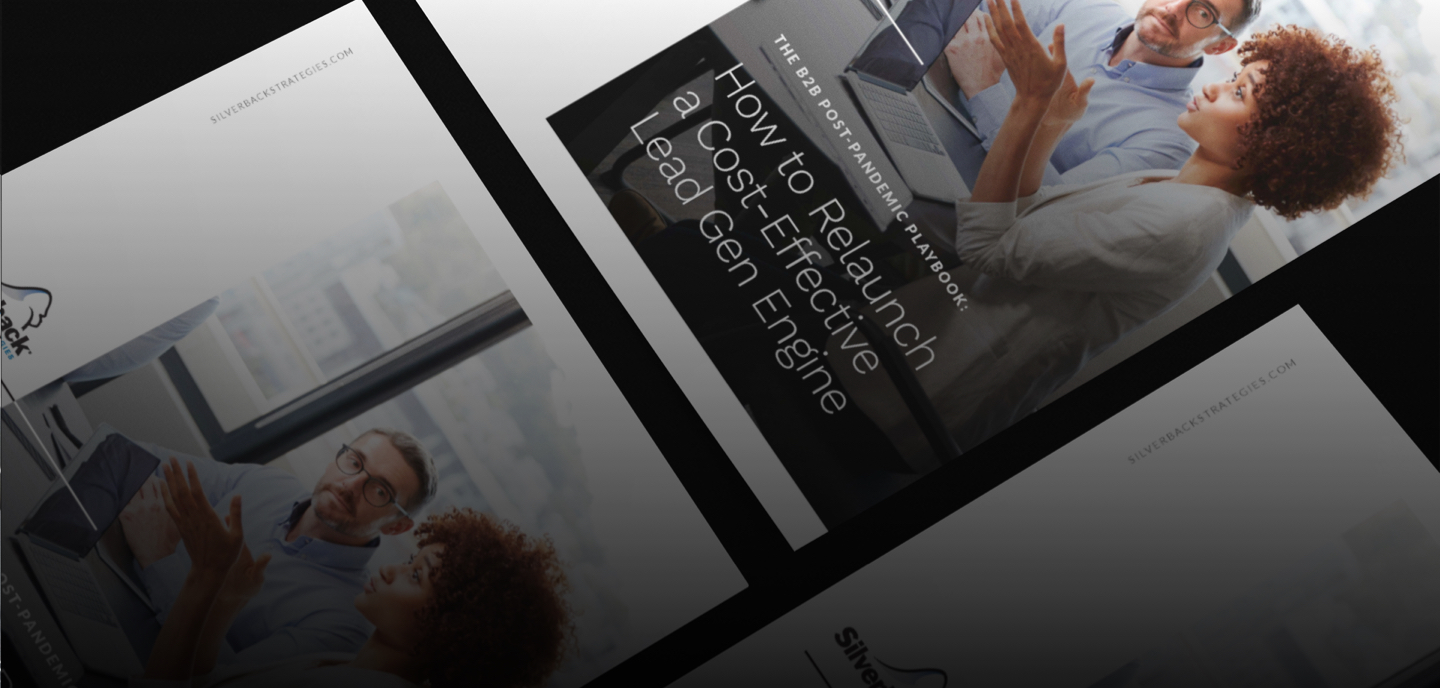 SILVERBACKSTRATEGIES.COM
THE B2B POST-PANDEMIC PLAYBOOK:
How to Relaunch
a Cost-Effective
Lead Gen Engine
SILVERBACKSTRATEGIES.COM